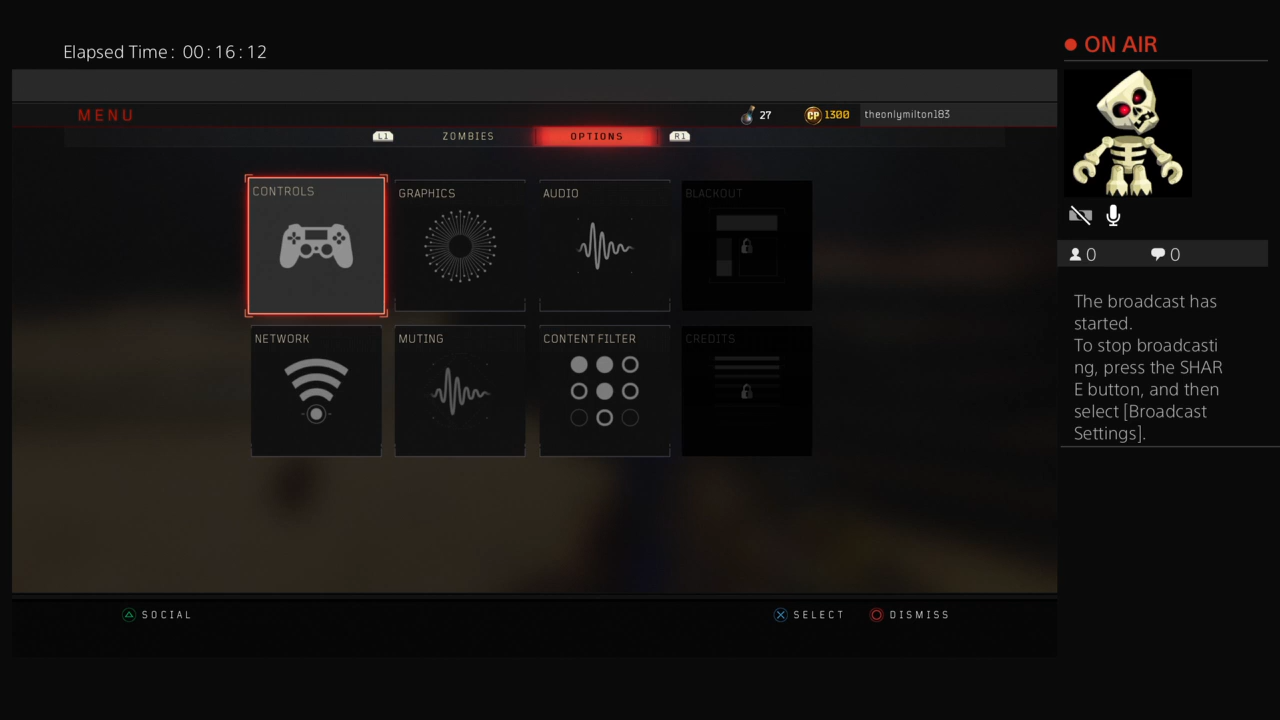 Elapsed Time: 00:16:12
ON AIR
MENU
27
CP 1300
theonlymilton183
L1
ZOMBIES
OPTIONS
R1
CONTROLS
GRAPHICS
AUDIO
BLACKOUT
NETWORK
MUTING
CONTENT FILTER
CREDITS
0
0
The broadcast has
started.
To stop broadcasti
ng, press the SHAR
E button, and then
select [Broadcast
Settings].
SOCIAL
SELECT
DISMISS